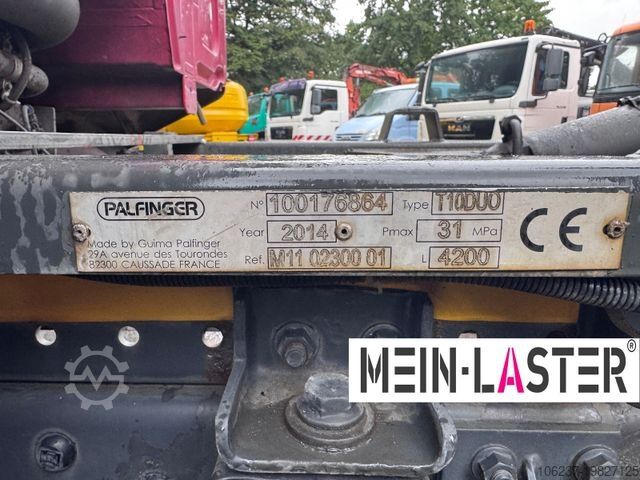 PALFINGER
N° 100176864 Type T10DUO
Year 2014 Pmax 31 MPa
Ref. M11 02300 01 L 4200
Made by Guima Palfinger
29A avenue des Tourondes
82300 CAUSSADE FRANCE
CE
MAN
MEIN-LASTER®